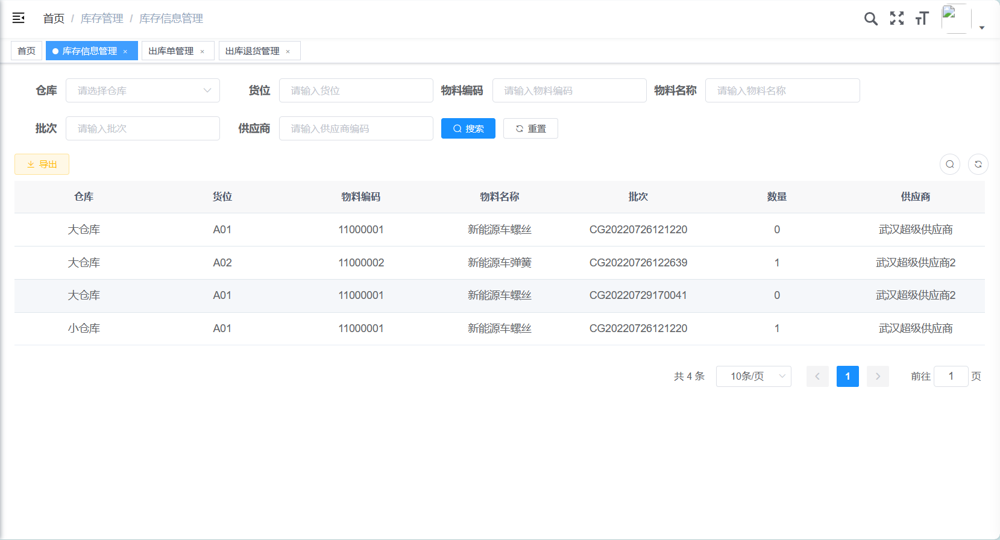 首页 / 库存管理 / 库存信息管理
首页 库存信息管理 × 出库单管理 × 出库退货管理 ×
仓库 请选择仓库 货位 请输入货位 物料编码 请输入物料编码 物料名称 请输入物料名称
批次 请输入批次 供应商 请输入供应商编码 搜索 重置
导出
仓库 货位 物料编码 物料名称 批次 数量 供应商
大仓库 A01 11000001 新能源车螺丝 CG20220726121220 0 武汉超级供应商
大仓库 A02 11000002 新能源车弹簧 CG20220726122639 1 武汉超级供应商2
大仓库 A01 11000001 新能源车螺丝 CG20220729170041 0 武汉超级供应商2
小仓库 A01 11000001 新能源车螺丝 CG20220726121220 1 武汉超级供应商
共 4 条 10条/页 1 前往 1 页